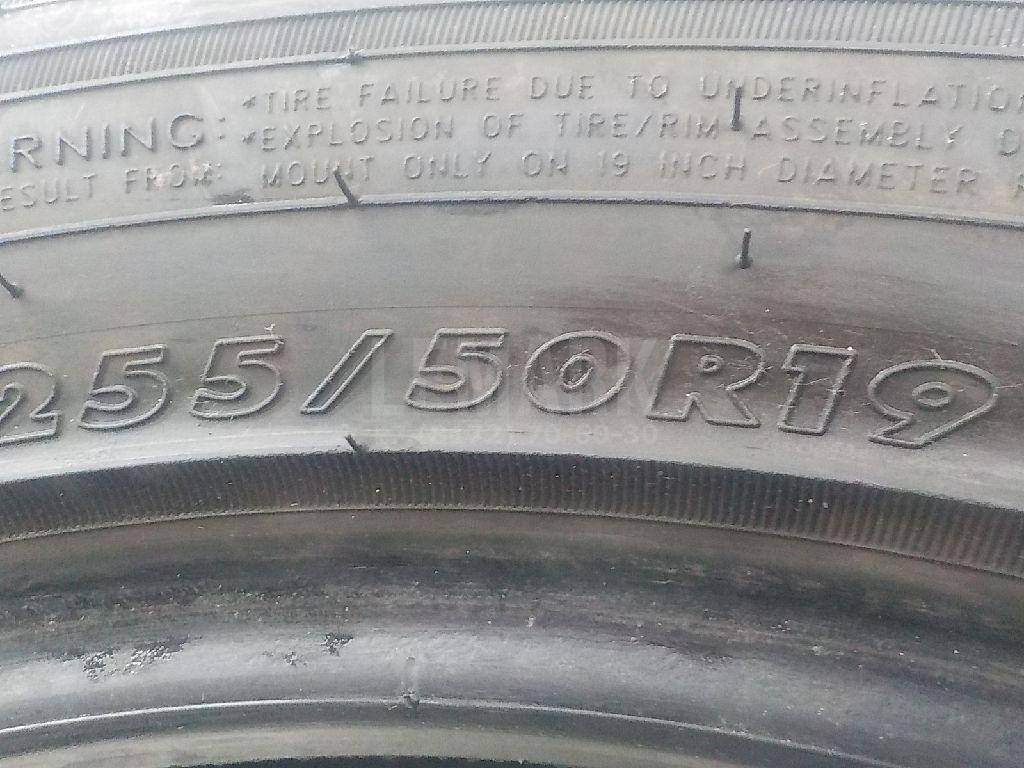 *TIRE FAILURE DUE TO UNDERINFLATIO
RNING: *EXPLOSION OF TIRE/RIM ASSEMBLY D
ESULT FROM: MOUNT ONLY ON 19 INCH DIAMETER R
255/50R19